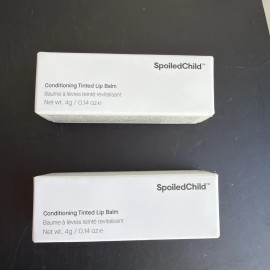 SpoiledChild™
Conditioning Tinted Lip Balm
Baume à lèvres teinté revitalisant
Net wt. 4g / 0.14 oz ℮
SpoiledChild™
Conditioning Tinted Lip Balm
Baume à lèvres teinté revitalisant
Net wt. 4g / 0.14 oz ℮